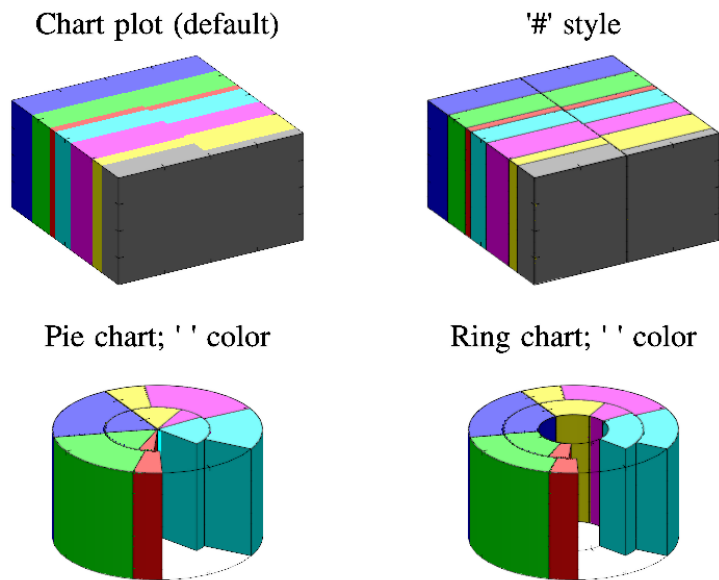 Chart plot (default)
'#' style
Pie chart; ' ' color
Ring chart; ' ' color